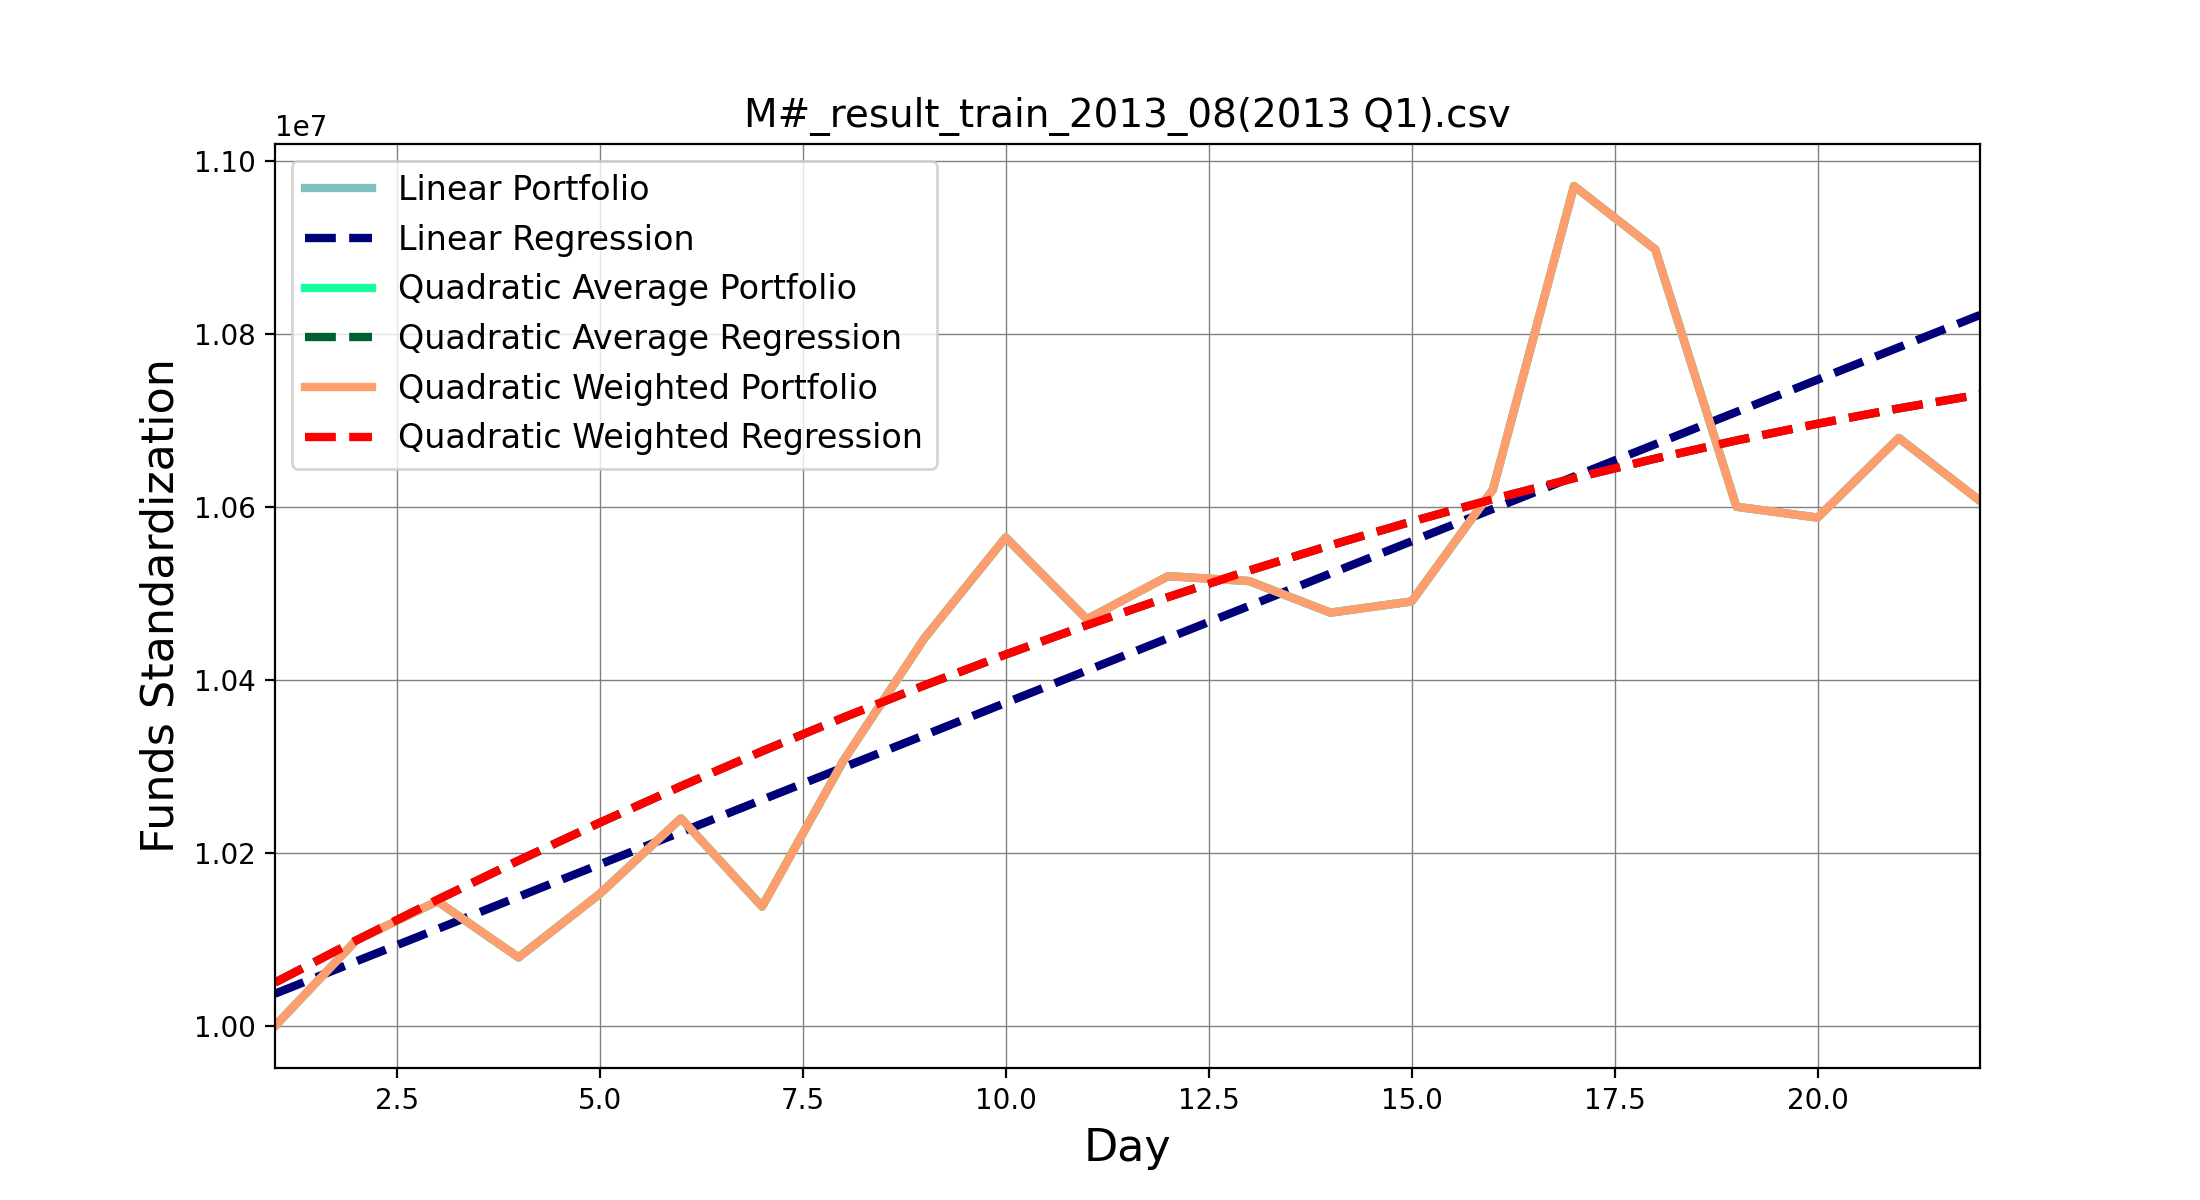 M#_result_train_2013_08(2013 Q1).csv
1e7
1.10
1.08
1.06
1.04
1.02
1.00
Funds Standardization
Linear Portfolio
Linear Regression
Quadratic Average Portfolio
Quadratic Average Regression
Quadratic Weighted Portfolio
Quadratic Weighted Regression
2.5 5.0 7.5 10.0 12.5 15.0 17.5 20.0
Day